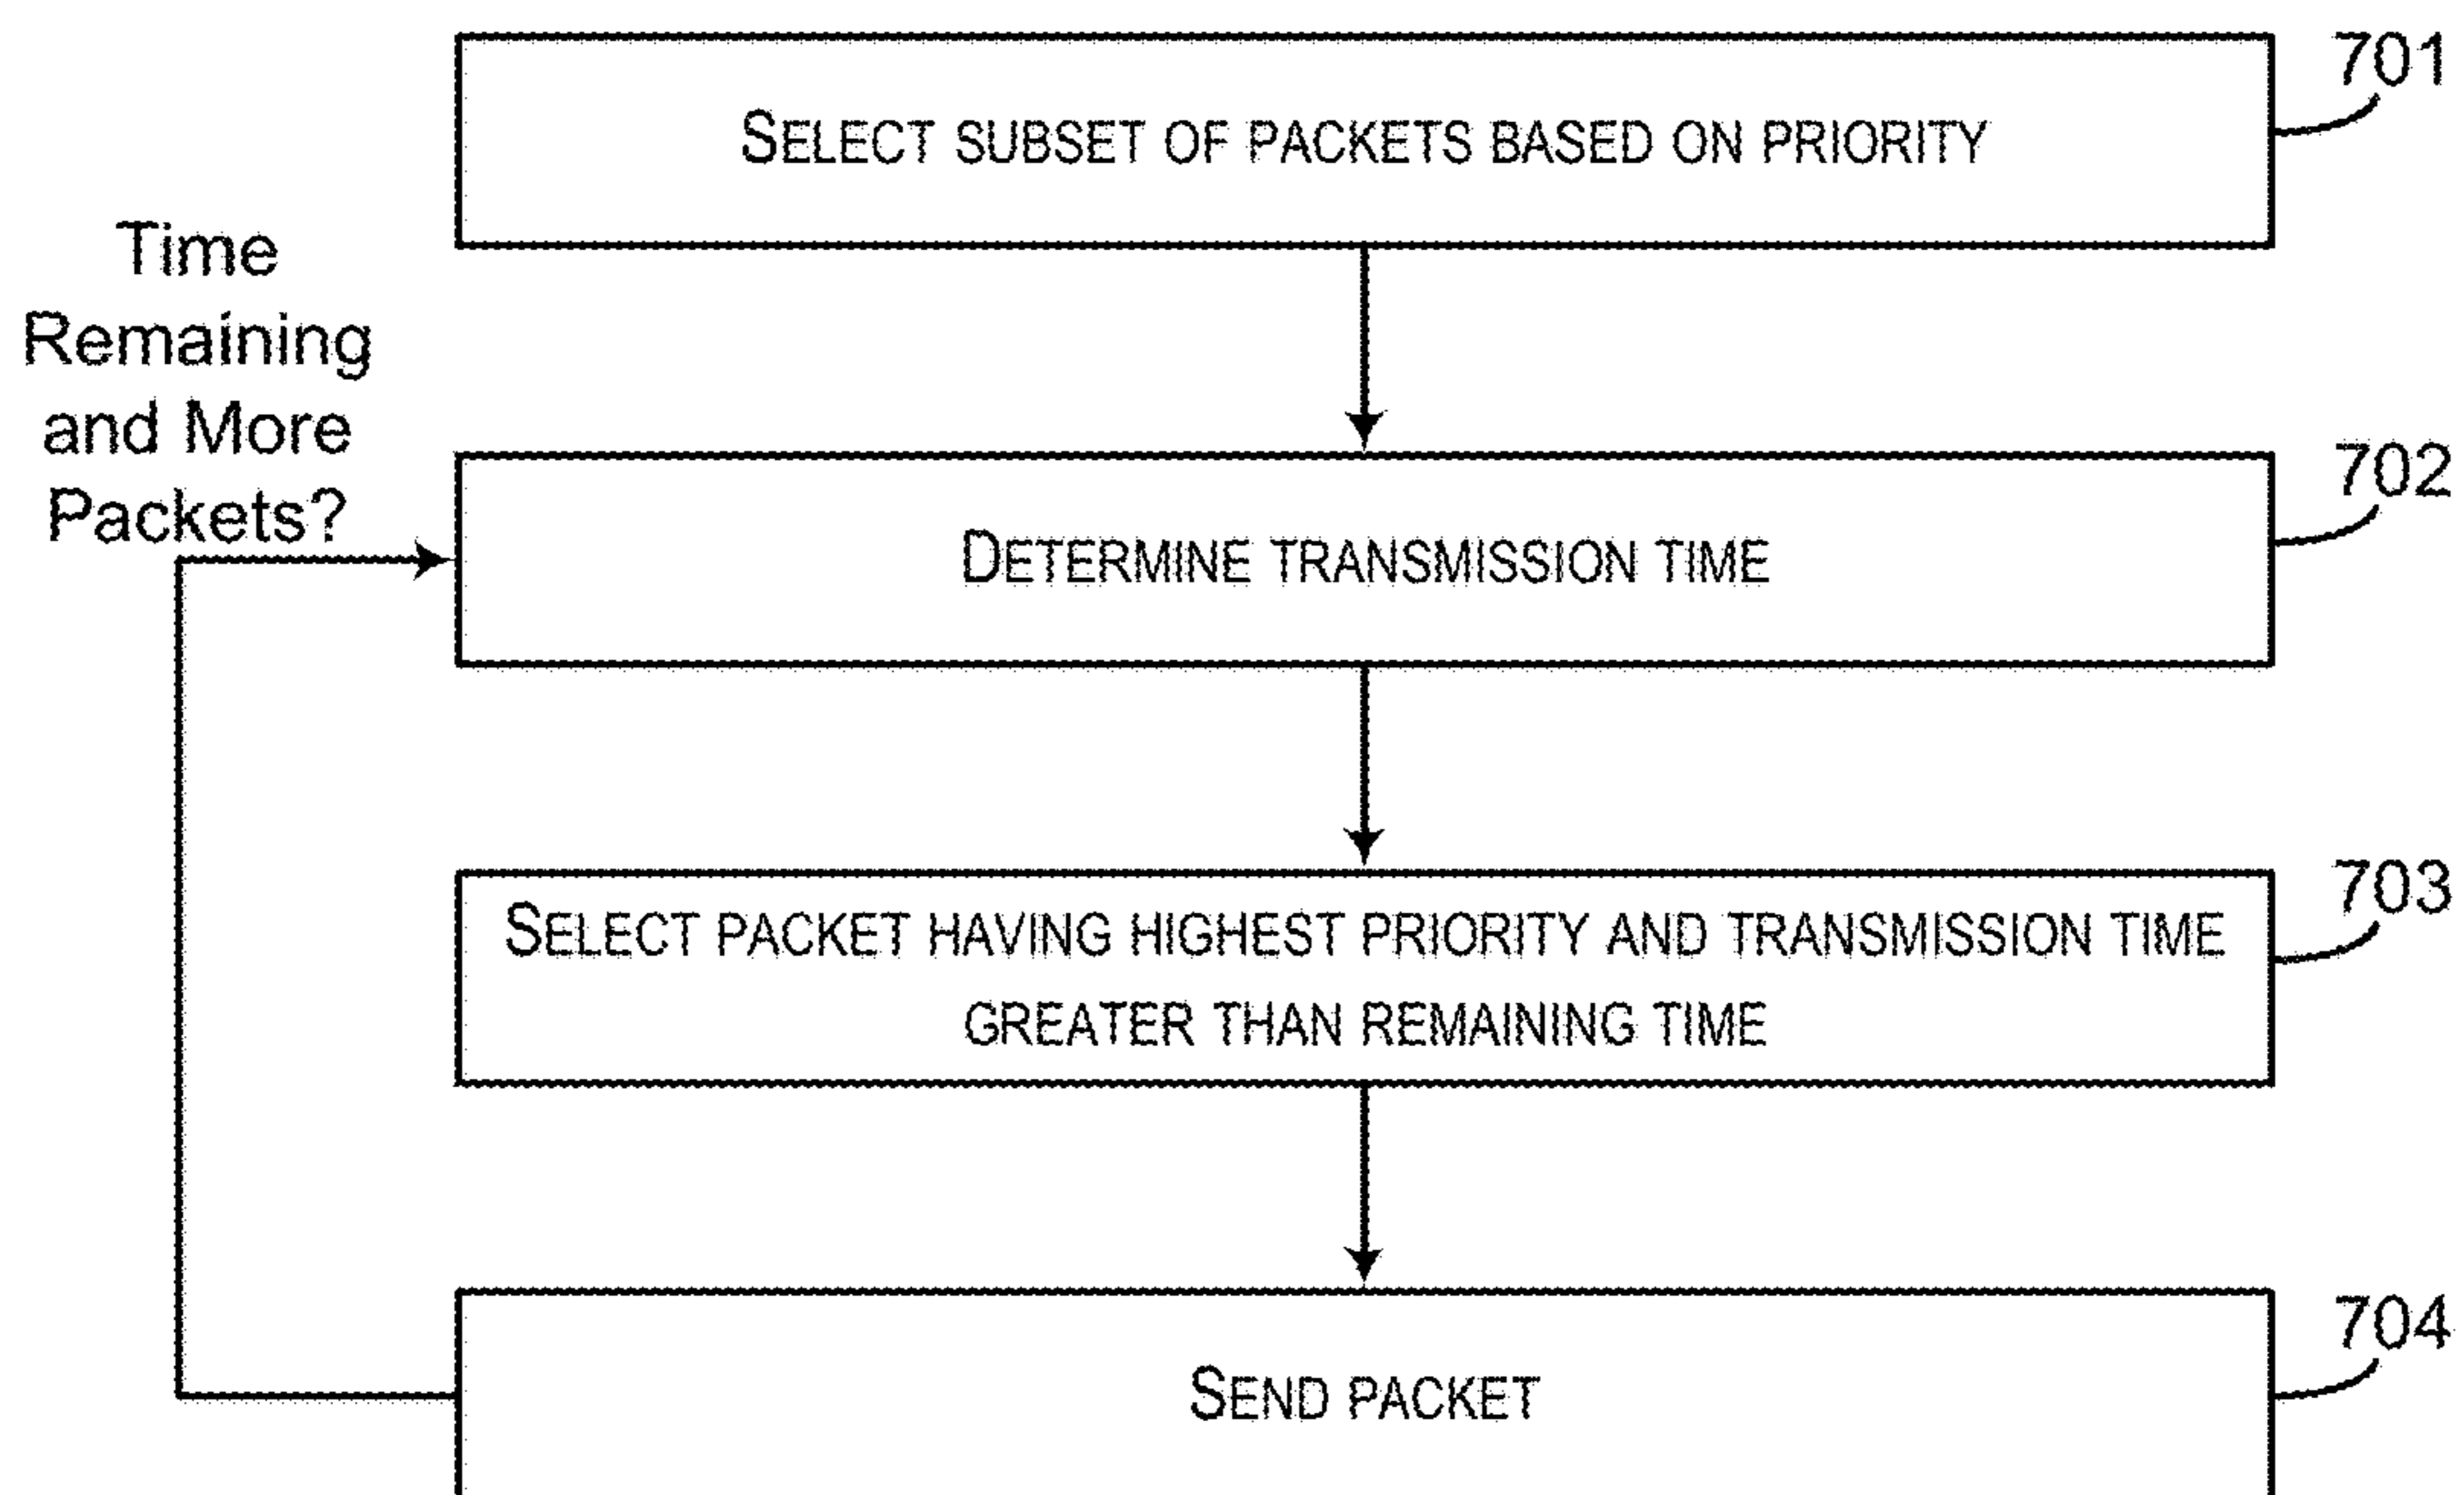 701
SELECT SUBSET OF PACKETS BASED ON PRIORITY
Time
Remaining
and More
Packets?
702
DETERMINE TRANSMISSION TIME
703
SELECT PACKET HAVING HIGHEST PRIORITY AND TRANSMISSION TIME
GREATER THAN REMAINING TIME
704
SEND PACKET